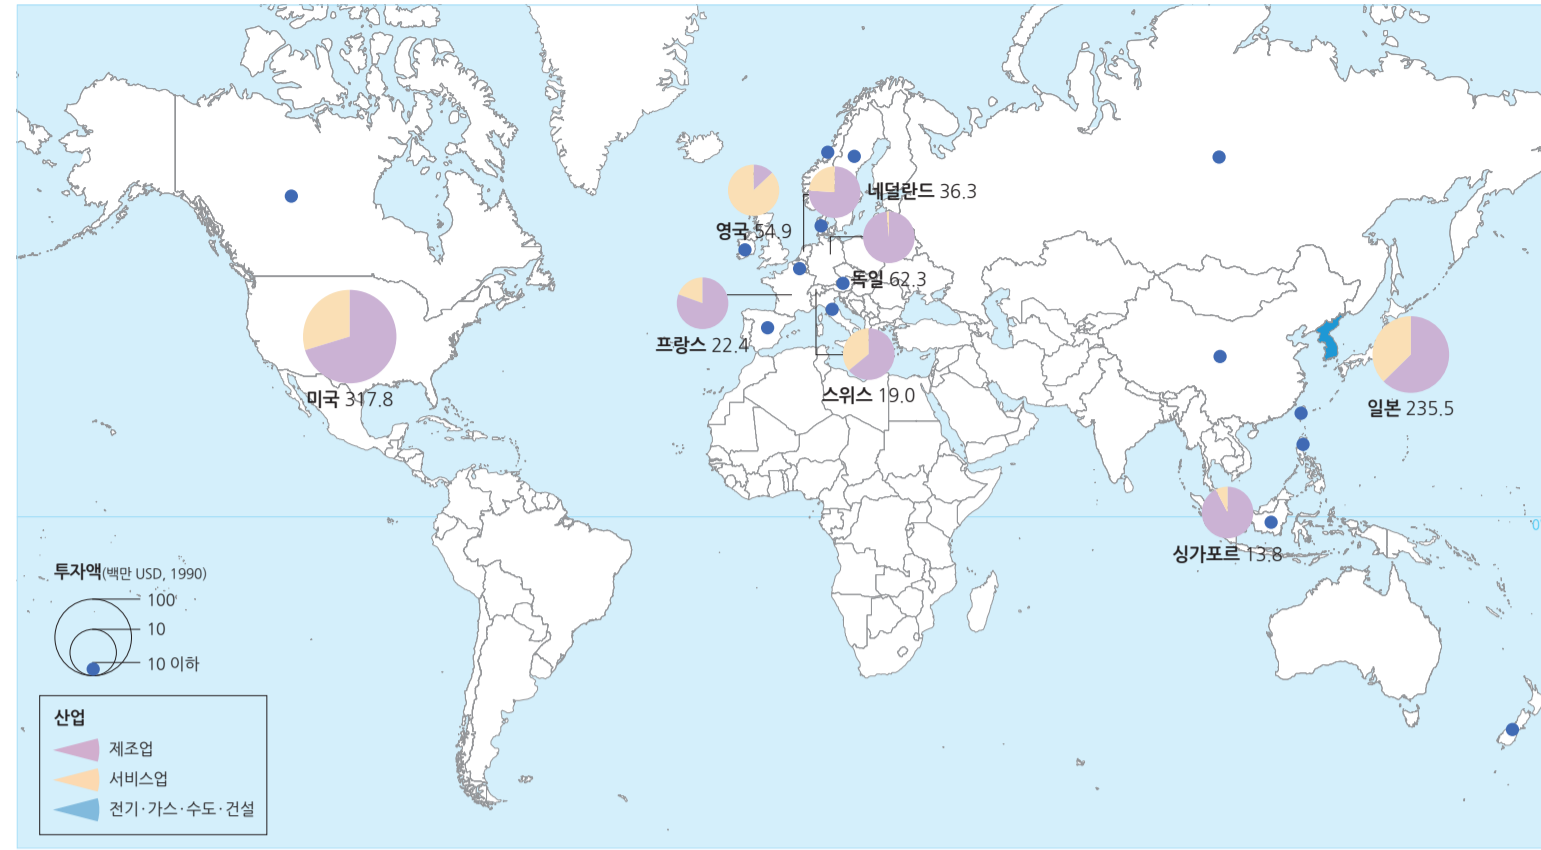 네덜란드 36.3
영국 54.9
독일 62.3
프랑스 22.4
스위스 19.0
미국 317.8
일본 235.5
싱가포르 13.8
0°
투자액(백만 USD, 1990)
100
10
10 이하
산업
제조업
서비스업
전기·가스·수도·건설